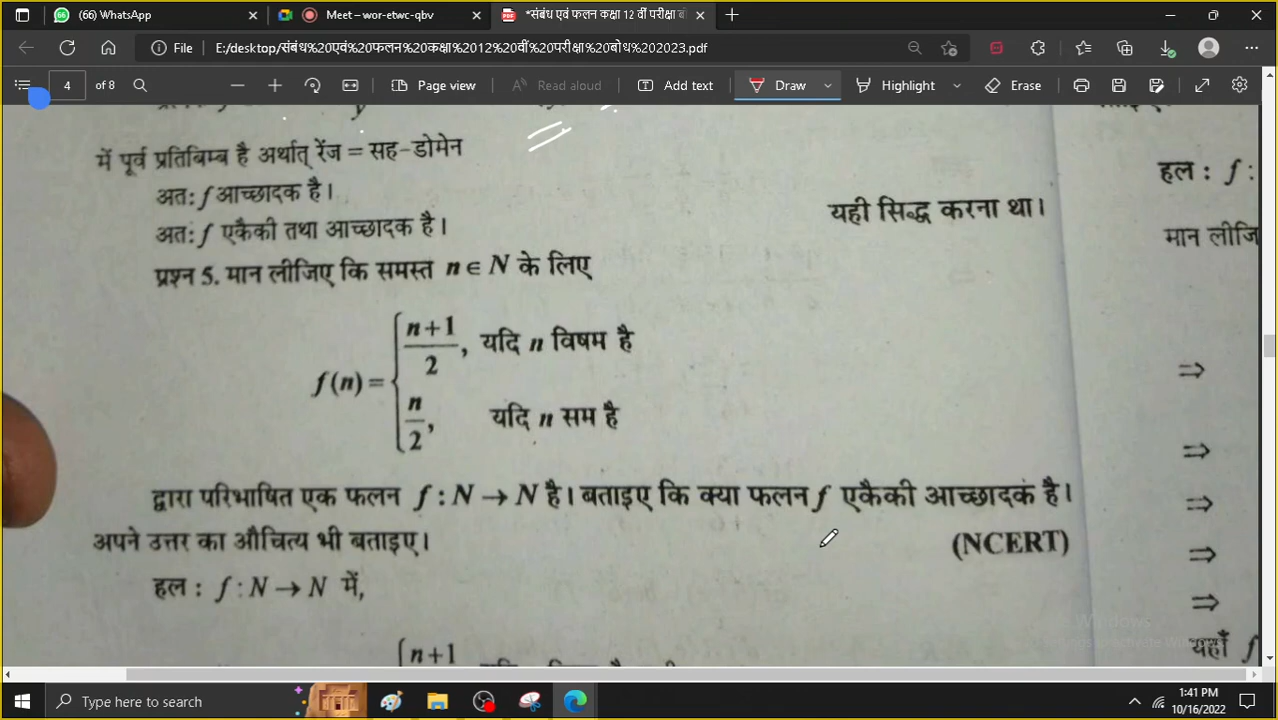 (66) WhatsApp
Meet – wor-etwc-qbv
*संबंध एवं फलन कक्षा 12 वीं परीक्षा बो
File
E:/desktop/संबंध%20एवं%20फलन कक्षा%2012%20वीं%20परीक्षा%20बोध%202023.pdf
4 of 8
Page view
Read aloud
Add text
Draw
Highlight
Erase
में पूर्व प्रतिबिम्ब है अर्थात् रेंज = सह-डोमेन
अतः f आच्छादक है।
यही सिद्ध करना था।
अतः f एकैकी तथा आच्छादक है।
प्रश्न 5. मान लीजिए कि समस्त n ∈ N के लिए
f(n) = { n+1/2, यदि n विषम है
n/2, यदि n सम है
द्वारा परिभाषित एक फलन f : N → N है। बताइए कि क्या फलन f एकैकी आच्छादक है।
अपने उत्तर का औचित्य भी बताइए।
(NCERT)
हल : f : N → N में,
n+1
हल : f :
मान लीजि
⇒
⇒
⇒
⇒
⇒
यहाँ f
Type here to search
1:41 PM
10/16/2022